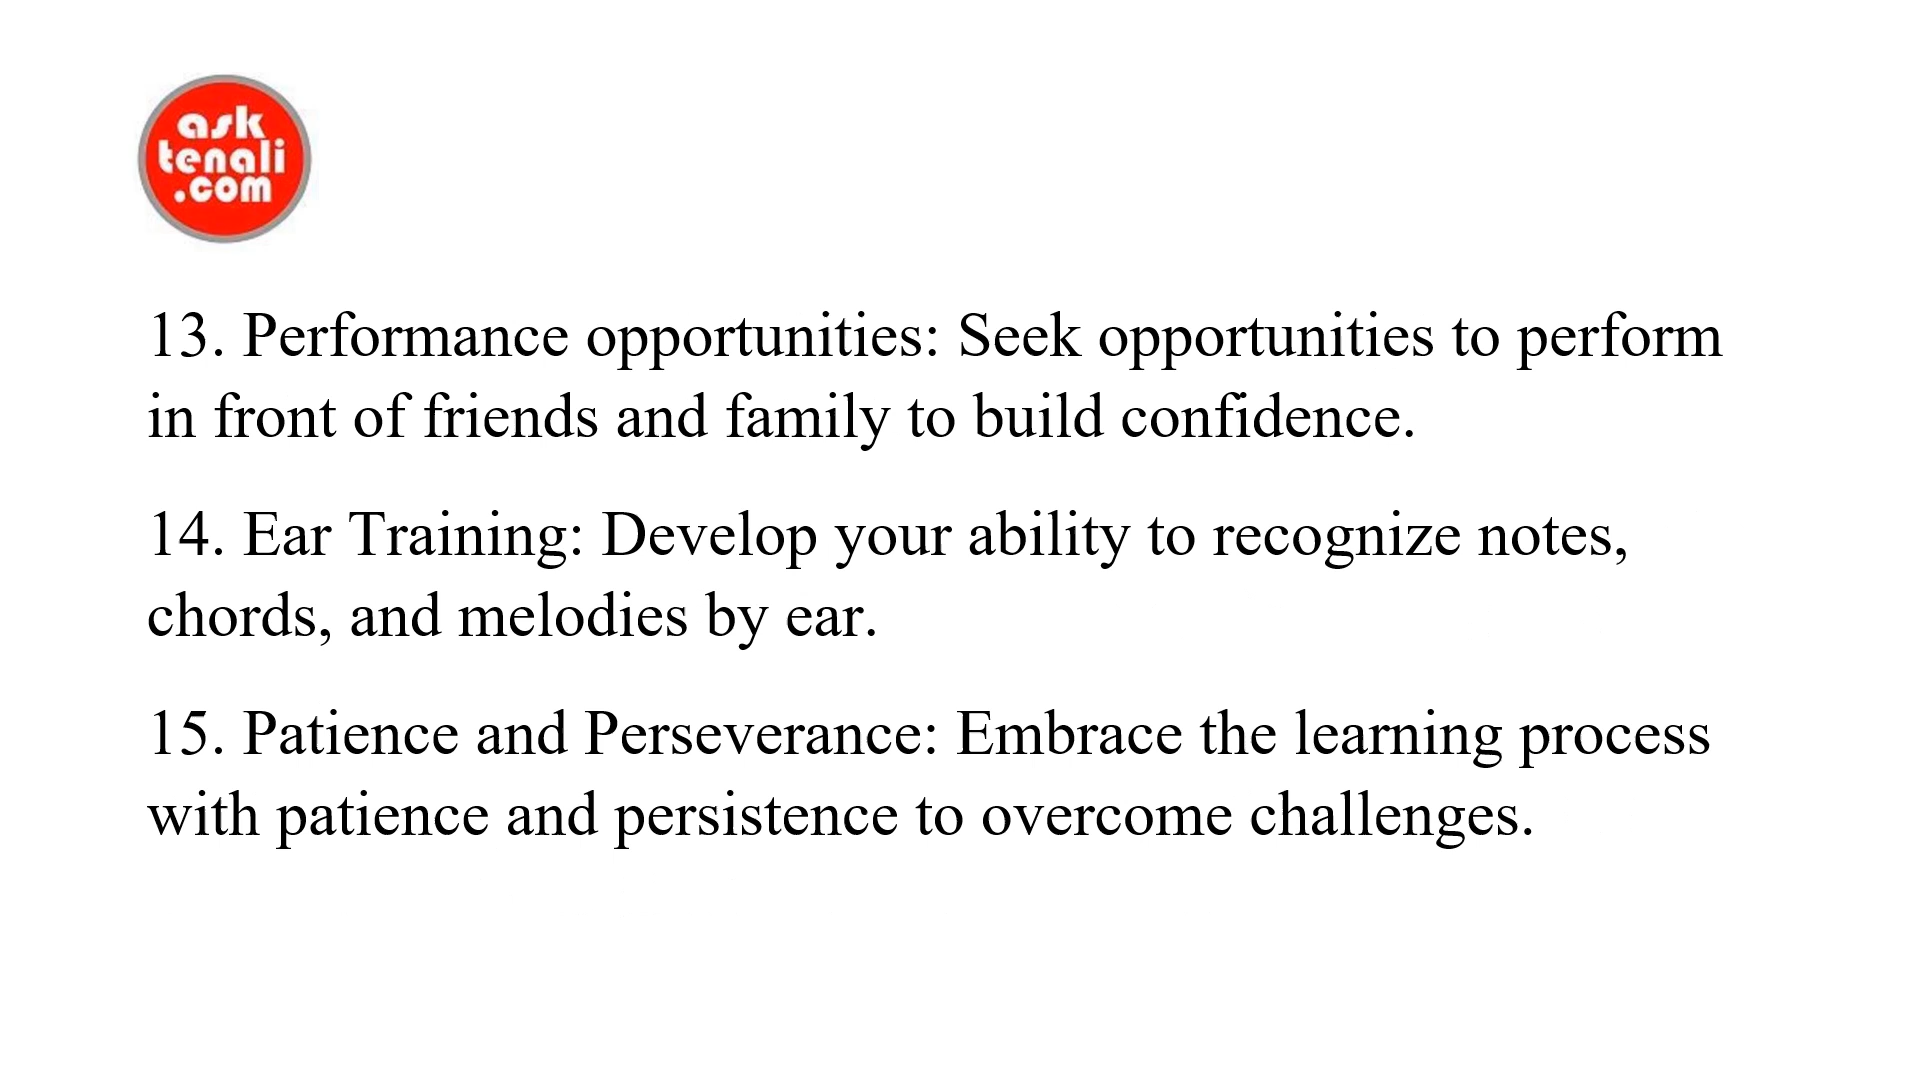 ask
tenali
.com
13. Performance opportunities: Seek opportunities to perform
in front of friends and family to build confidence.
14. Ear Training: Develop your ability to recognize notes,
chords, and melodies by ear.
15. Patience and Perseverance: Embrace the learning process
with patience and persistence to overcome challenges.